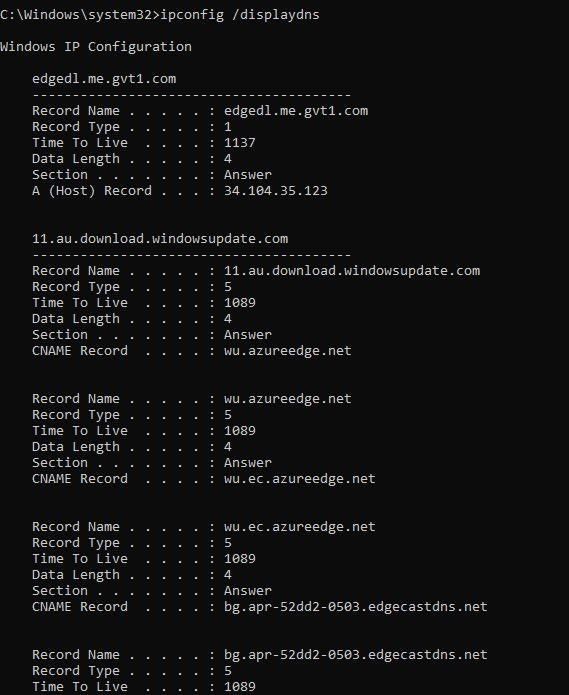 C:\Windows\system32>ipconfig /displaydns
Windows IP Configuration
edgedl.me.gvt1.com
----------------------------------------
Record Name . . . . . : edgedl.me.gvt1.com
Record Type . . . . . : 1
Time To Live  . . . . : 1137
Data Length . . . . . : 4
Section . . . . . . . : Answer
A (Host) Record . . . : 34.104.35.123
11.au.download.windowsupdate.com
----------------------------------------
Record Name . . . . . : 11.au.download.windowsupdate.com
Record Type . . . . . : 5
Time To Live  . . . . : 1089
Data Length . . . . . : 4
Section . . . . . . . : Answer
CNAME Record  . . . . : wu.azureedge.net
Record Name . . . . . : wu.azureedge.net
Record Type . . . . . : 5
Time To Live  . . . . : 1089
Data Length . . . . . : 4
Section . . . . . . . : Answer
CNAME Record  . . . . : wu.ec.azureedge.net
Record Name . . . . . : wu.ec.azureedge.net
Record Type . . . . . : 5
Time To Live  . . . . : 1089
Data Length . . . . . : 4
Section . . . . . . . : Answer
CNAME Record  . . . . : bg.apr-52dd2-0503.edgecastdns.net
Record Name . . . . . : bg.apr-52dd2-0503.edgecastdns.net
Record Type . . . . . : 5
Time To Live  . . . . : 1089